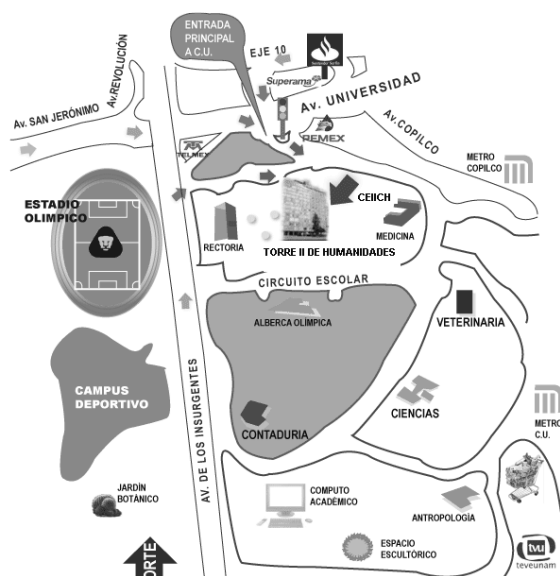 ENTRADA
PRINCIPAL
A C.U.
EJE 10
Superama
Av. UNIVERSIDAD
Av.REVOLUCIÓN
Av. SAN JERÓNIMO
Av.COPILCO
TELMEX
PEMEX
METRO
COPILCO
ESTADIO
OLIMPICO
CEIICH
RECTORIA
MEDICINA
TORRE II DE HUMANIDADES
CIRCUITO ESCOLAR
ALBERCA OLÍMPICA
VETERINARIA
AV. DE LOS INSURGENTES
CAMPUS
DEPORTIVO
CIENCIAS
CONTADURIA
METRO
C.U.
JARDÍN
BOTÁNICO
COMPUTO
ACADÉMICO
ANTROPOLOGÍA
ESPACIO
ESCULTÓRICO
tvu
teveunam
ORTE